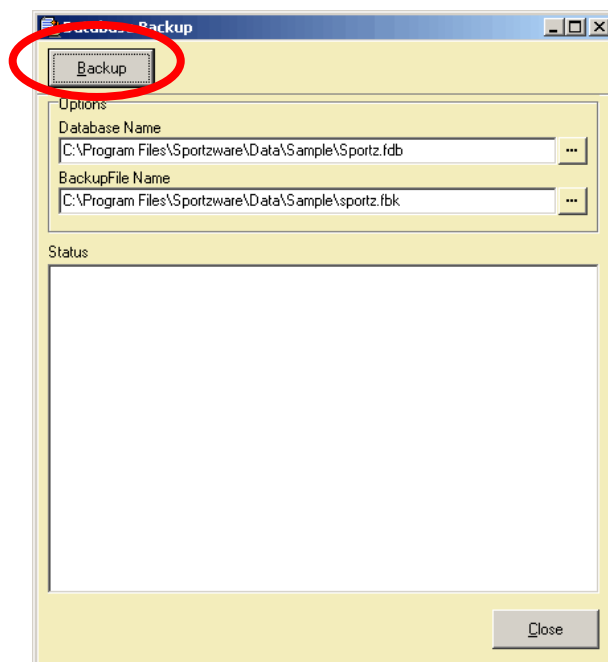 Database Backup
Backup
Options
Database Name
C:\Program Files\Sportzware\Data\Sample\Sportz.fdb
...
BackupFile Name
C:\Program Files\Sportzware\Data\Sample\sportz.fbk
...
Status
Close